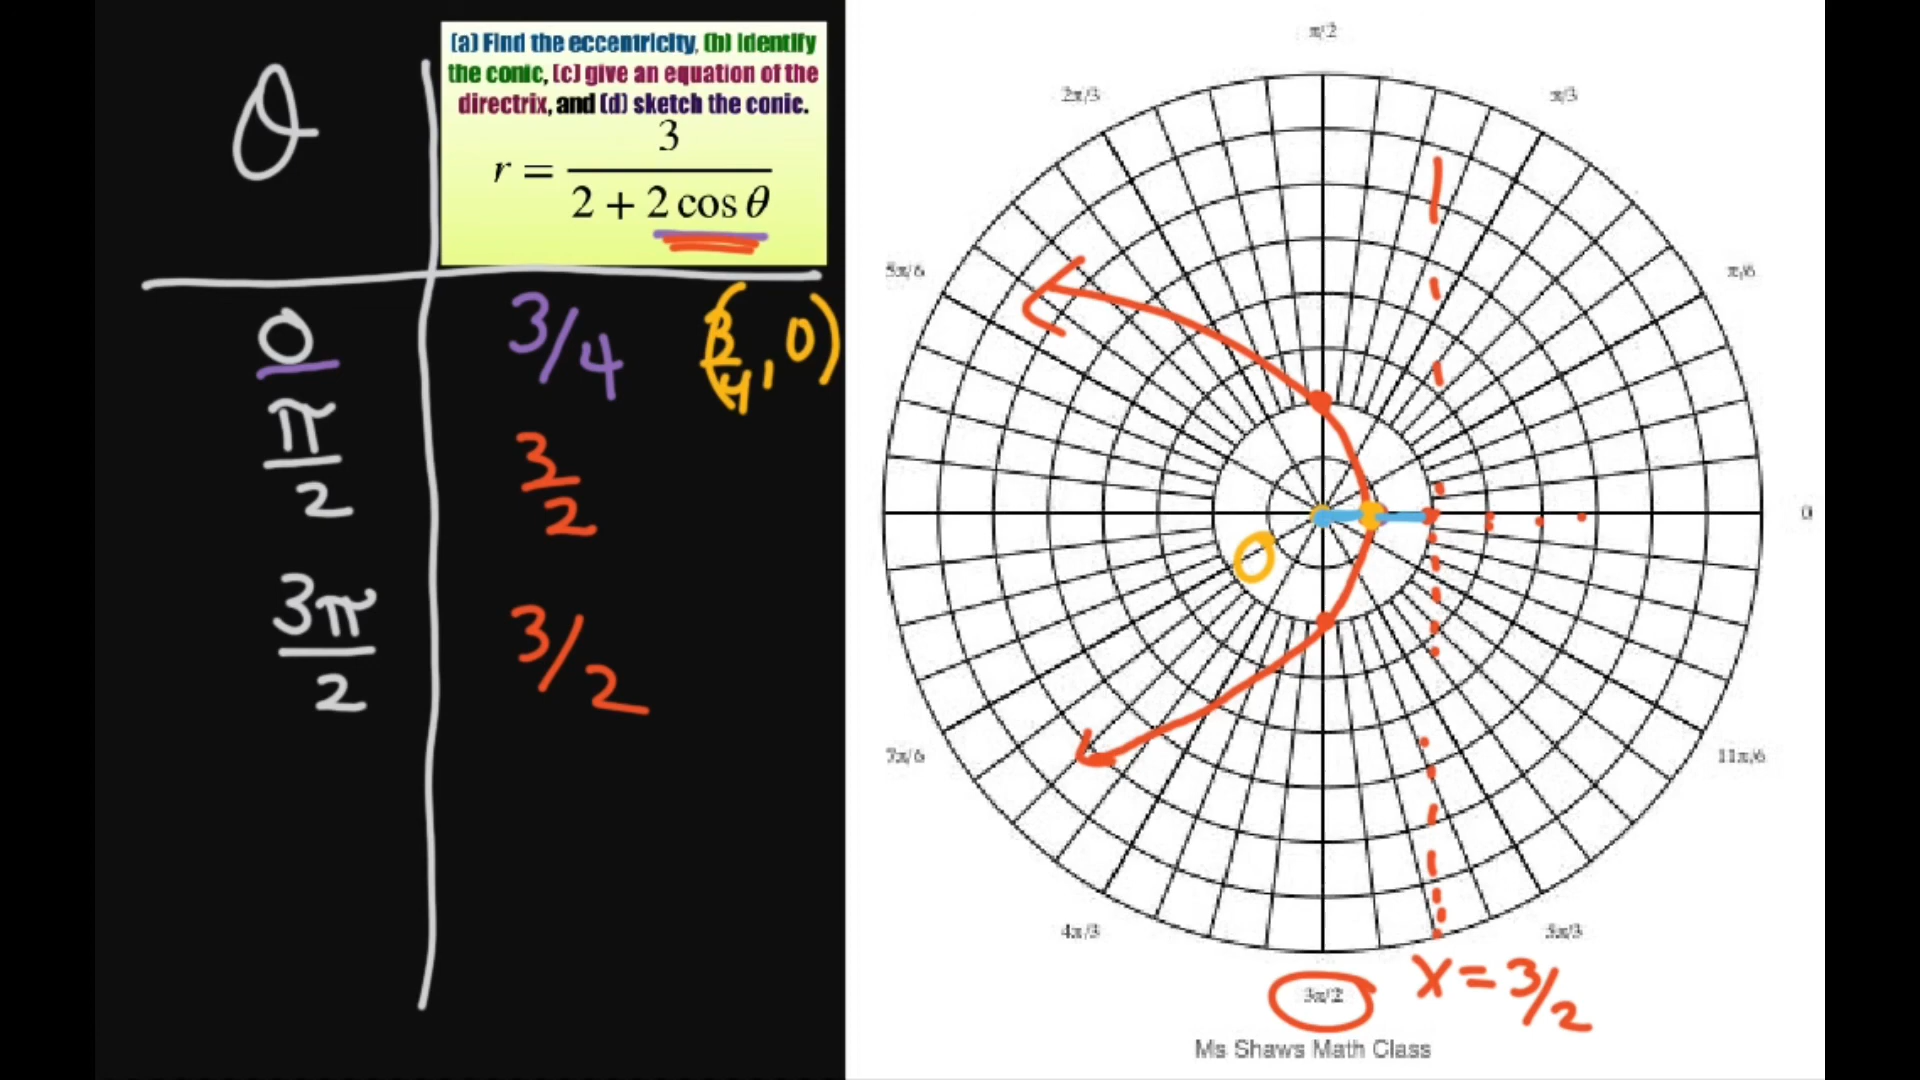 θ
(a) Find the eccentricity, (b) identify
the conic, (c) give an equation of the
directrix, and (d) sketch the conic.
r = 3 / (2 + 2 cos θ)
0 3/4 (3/4, 0)
π/2 3/2
3π/2 3/2
π/2
2π/3 π/3
5π/6 π/6
0
0
7π/6 11π/6
4π/3 5π/3
3π/2 x = 3/2
Ms Shaws Math Class